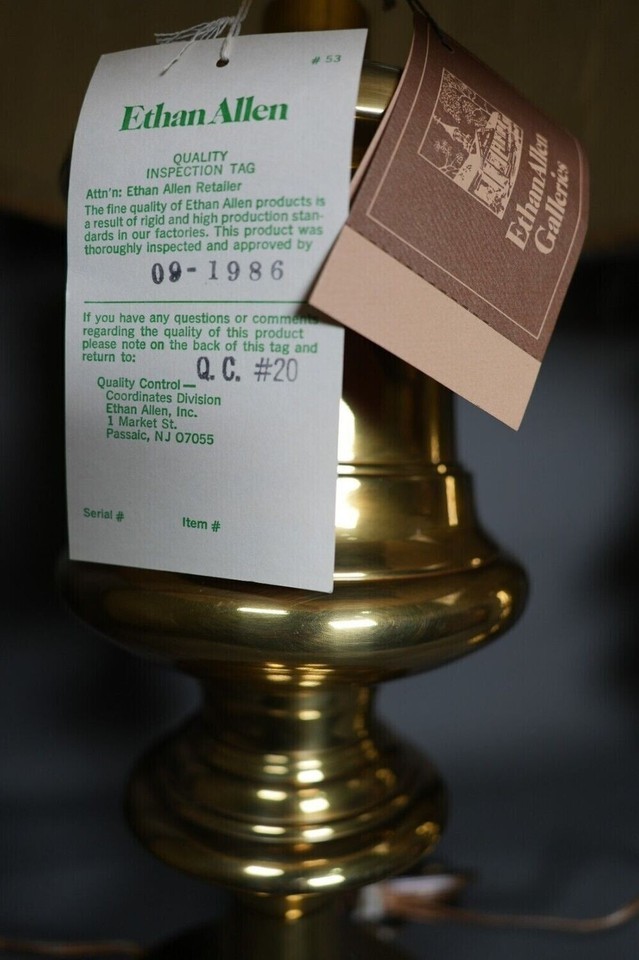 # 53
Ethan Allen
QUALITY
INSPECTION TAG
Attn'n: Ethan Allen Retailer
The fine quality of Ethan Allen products is
a result of rigid and high production stan-
dards in our factories. This product was
thoroughly inspected and approved by
09-1986
If you have any questions or comments
regarding the quality of this product
please note on the back of this tag and
return to:
Q.C. #20
Quality Control—
Coordinates Division
Ethan Allen, Inc.
1 Market St.
Passaic, NJ 07055
Serial #
Item #
Ethan Allen
Galleries